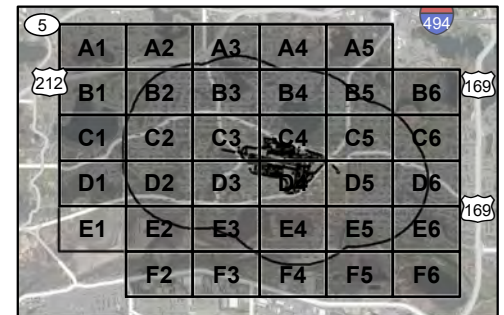 5
494
A1 A2 A3 A4 A5
212
B1 B2 B3 B4 B5 B6
169
C1 C2 C3 C4 C5 C6
D1 D2 D3 D4 D5 D6
169
E1 E2 E3 E4 E5 E6
F2 F3 F4 F5 F6